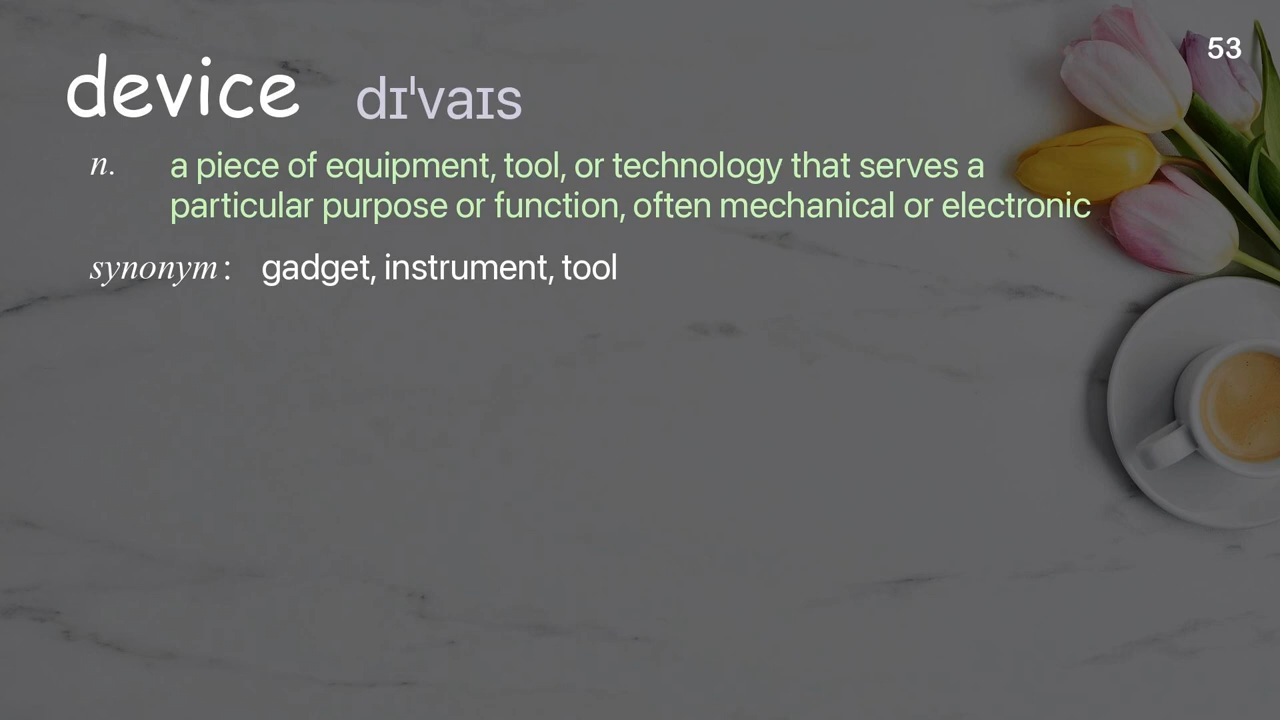 53
device dɪˈvaɪs
n. a piece of equipment, tool, or technology that serves a
particular purpose or function, often mechanical or electronic
synonym : gadget, instrument, tool